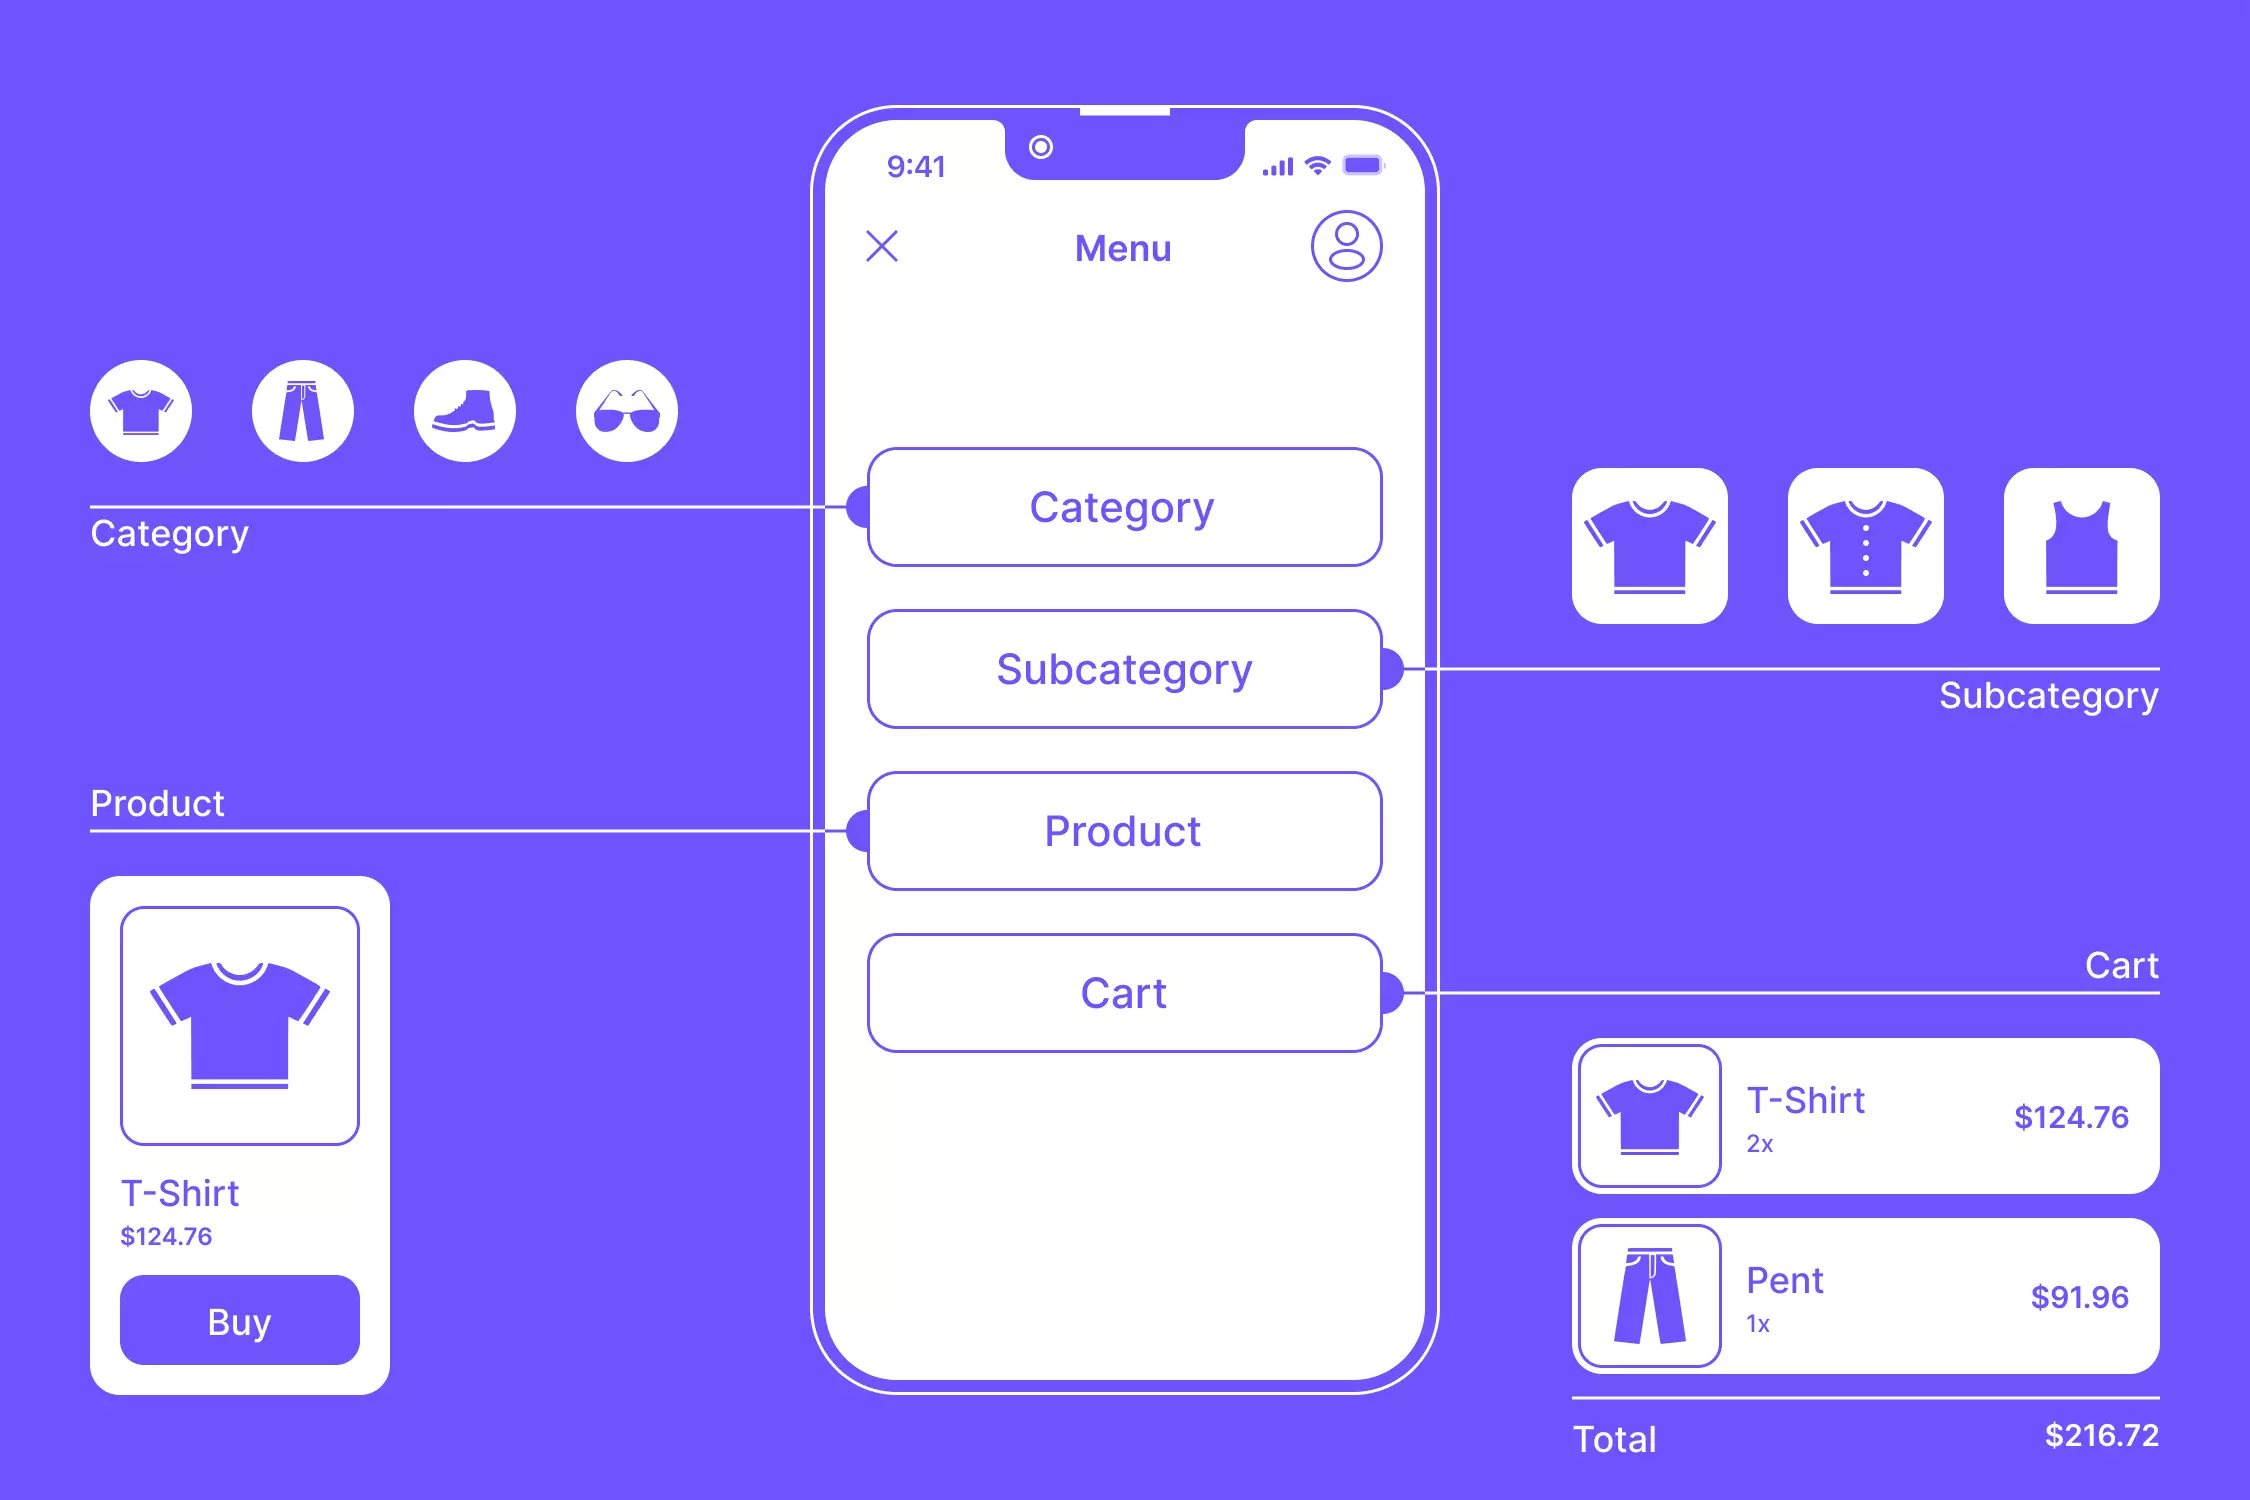 9:41
Menu
Category
Subcategory
Product
Cart
Category
Product
T-Shirt
$124.76
Buy
Subcategory
Cart
T-Shirt
2x
$124.76
Pent
1x
$91.96
Total
$216.72